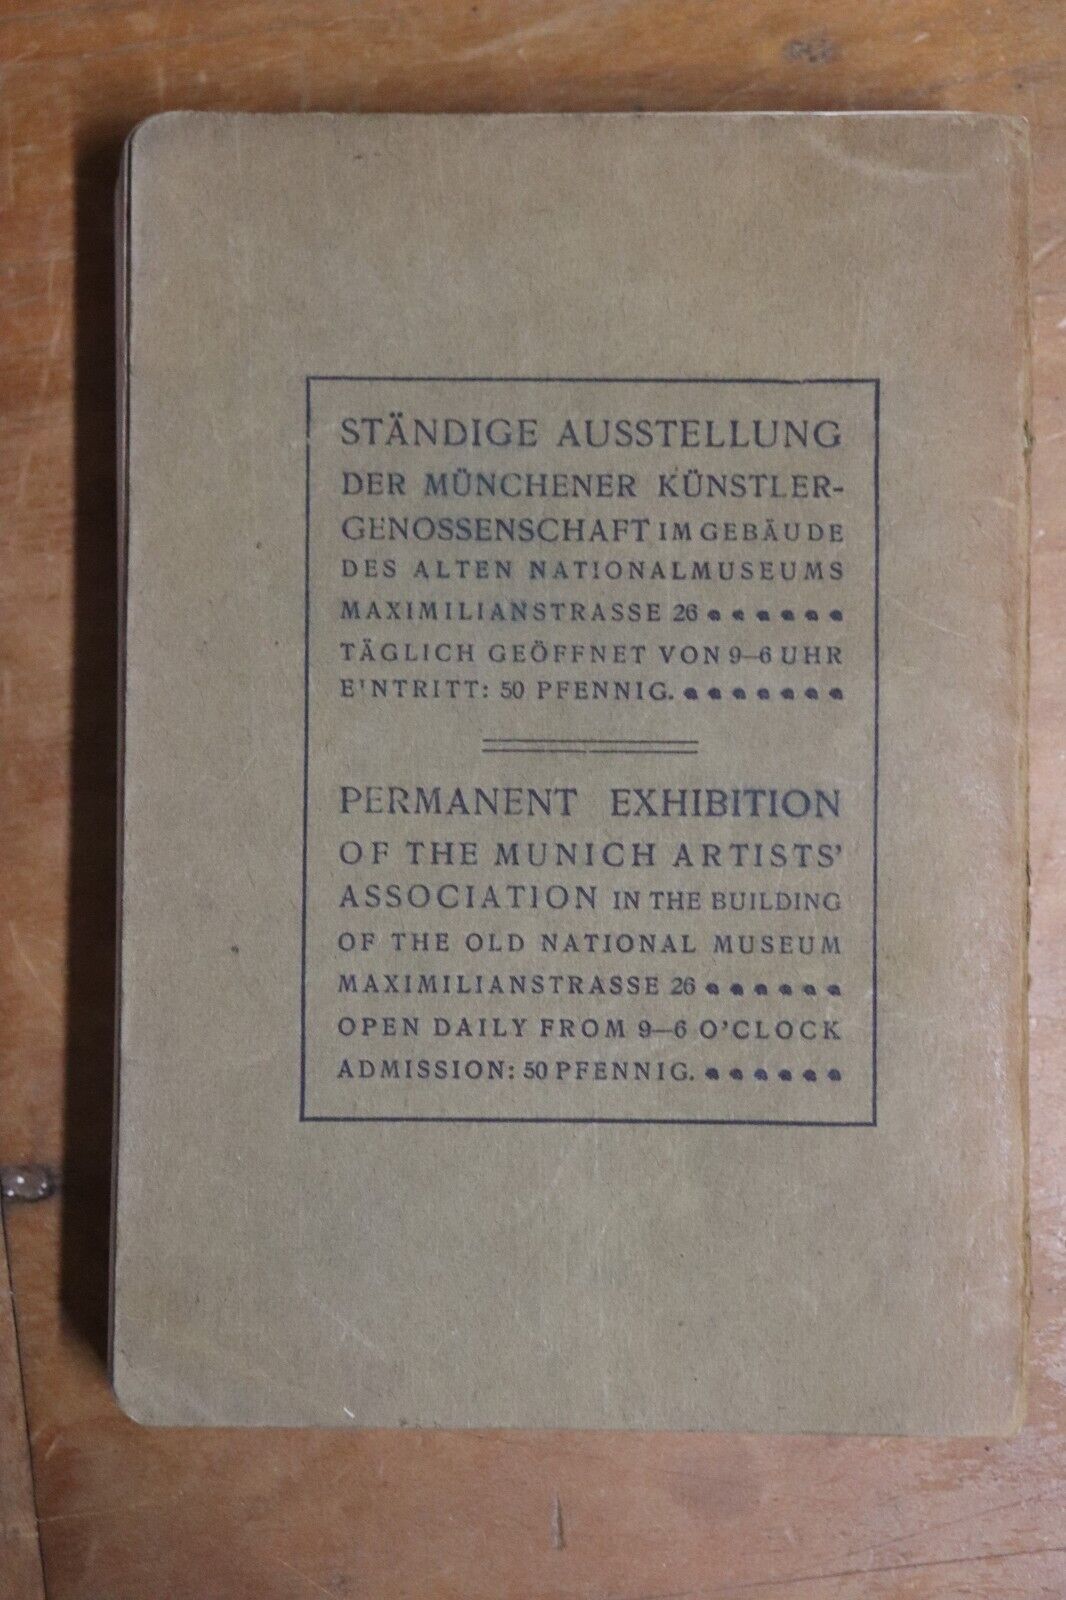 STÄNDIGE AUSSTELLUNG
DER MÜNCHENER KÜNSTLER-
GENOSSENSCHAFT IM GEBÄUDE
DES ALTEN NATIONALMUSEUMS
MAXIMILIANSTRASSE 26
TÄGLICH GEÖFFNET VON 9–6 UHR
EINTRITT: 50 PFENNIG.
PERMANENT EXHIBITION
OF THE MUNICH ARTISTS'
ASSOCIATION IN THE BUILDING
OF THE OLD NATIONAL MUSEUM
MAXIMILIANSTRASSE 26
OPEN DAILY FROM 9–6 O'CLOCK
ADMISSION: 50 PFENNIG.